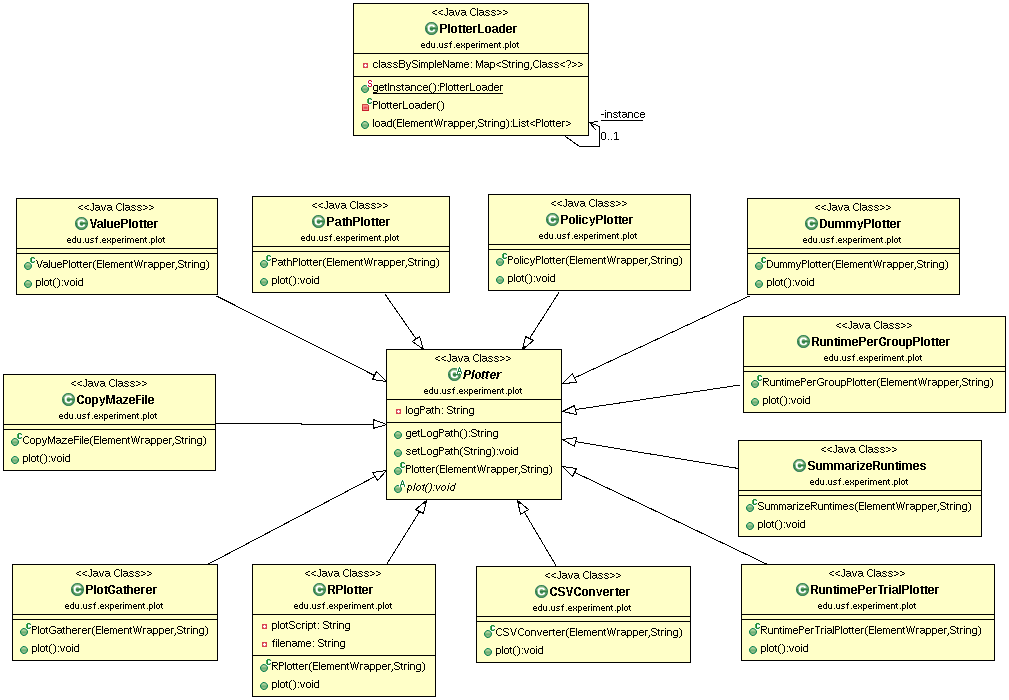 <<Java Class>>
PlotterLoader
edu.usf.experiment.plot
classBySimpleName: Map<String,Class<?>>
getInstance():PlotterLoader
PlotterLoader()
load(ElementWrapper,String):List<Plotter>
-instance
0..1
<<Java Class>>
ValuePlotter
edu.usf.experiment.plot
ValuePlotter(ElementWrapper,String)
plot():void
<<Java Class>>
PathPlotter
edu.usf.experiment.plot
PathPlotter(ElementWrapper,String)
plot():void
<<Java Class>>
PolicyPlotter
edu.usf.experiment.plot
PolicyPlotter(ElementWrapper,String)
plot():void
<<Java Class>>
DummyPlotter
edu.usf.experiment.plot
DummyPlotter(ElementWrapper,String)
plot():void
<<Java Class>>
RuntimePerGroupPlotter
edu.usf.experiment.plot
RuntimePerGroupPlotter(ElementWrapper,String)
plot():void
<<Java Class>>
Plotter
edu.usf.experiment.plot
logPath: String
getLogPath():String
setLogPath(String):void
Plotter(ElementWrapper,String)
plot():void
<<Java Class>>
CopyMazeFile
edu.usf.experiment.plot
CopyMazeFile(ElementWrapper,String)
plot():void
<<Java Class>>
SummarizeRuntimes
edu.usf.experiment.plot
SummarizeRuntimes(ElementWrapper,String)
plot():void
<<Java Class>>
PlotGatherer
edu.usf.experiment.plot
PlotGatherer(ElementWrapper,String)
plot():void
<<Java Class>>
RPlotter
edu.usf.experiment.plot
plotScript: String
filename: String
RPlotter(ElementWrapper,String)
plot():void
<<Java Class>>
CSVConverter
edu.usf.experiment.plot
CSVConverter(ElementWrapper,String)
plot():void
<<Java Class>>
RuntimePerTrialPlotter
edu.usf.experiment.plot
RuntimePerTrialPlotter(ElementWrapper,String)
plot():void